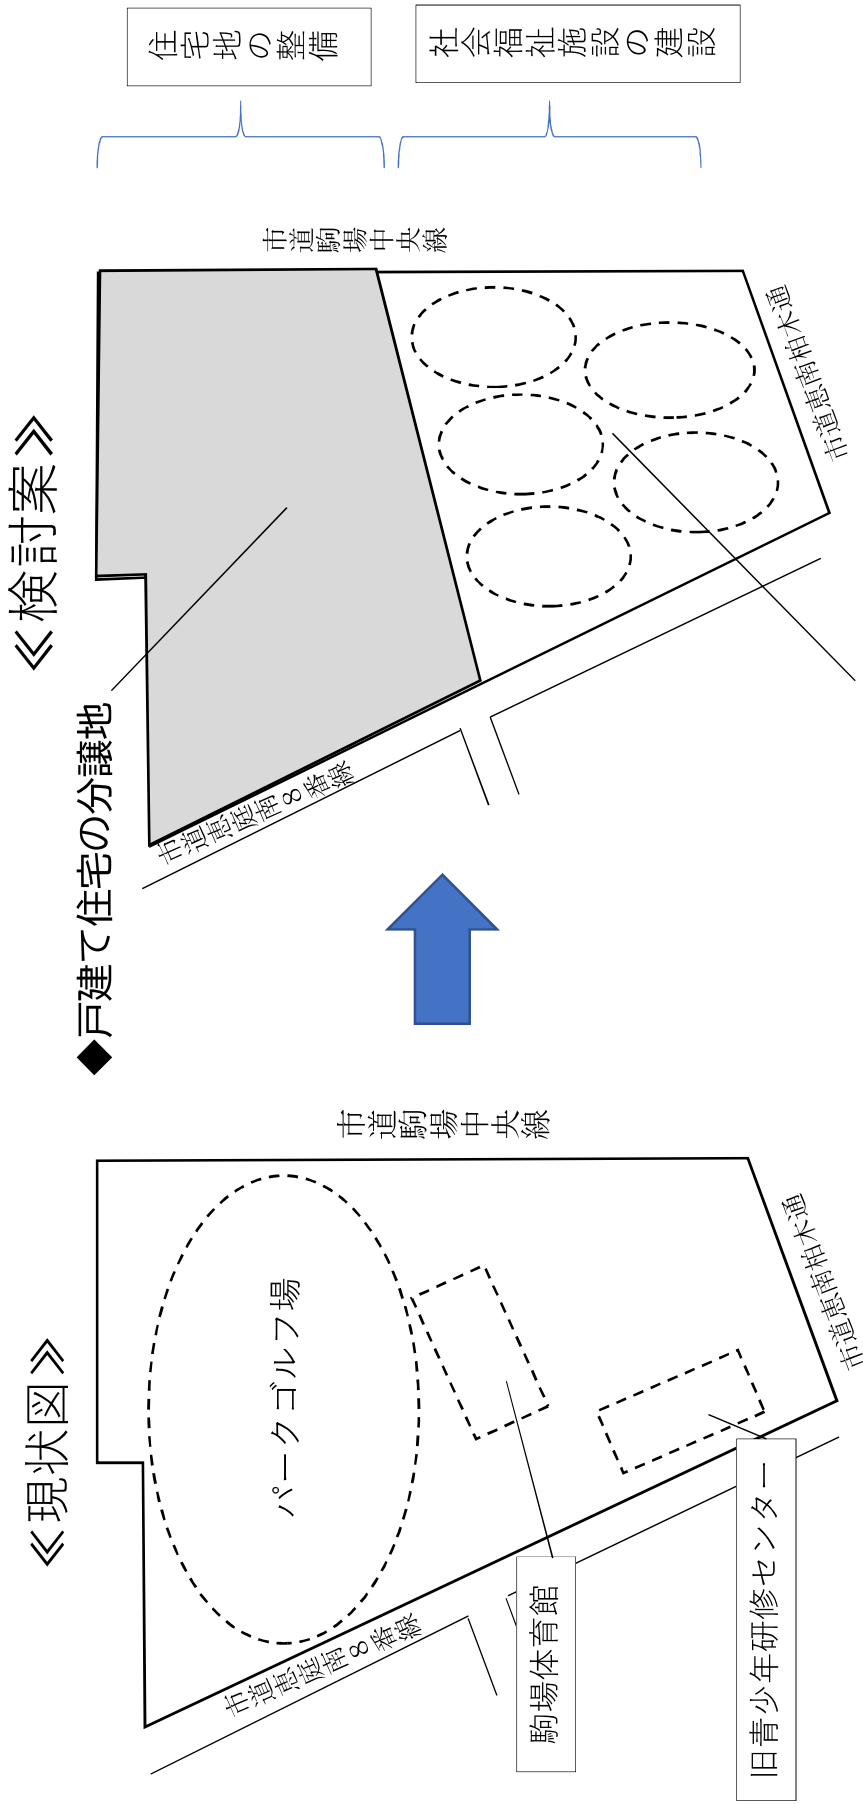 ≪現状図≫
パークゴルフ場
市道恵庭南８番線
駒場体育館
旧青少年研修センター
市道恵南柏木通
市道駒場中央線
≪検討案≫
◆戸建て住宅の分譲地
市道恵庭南８番線
市道恵南柏木通
市道駒場中央線
住宅地の整備
社会福祉施設の建設